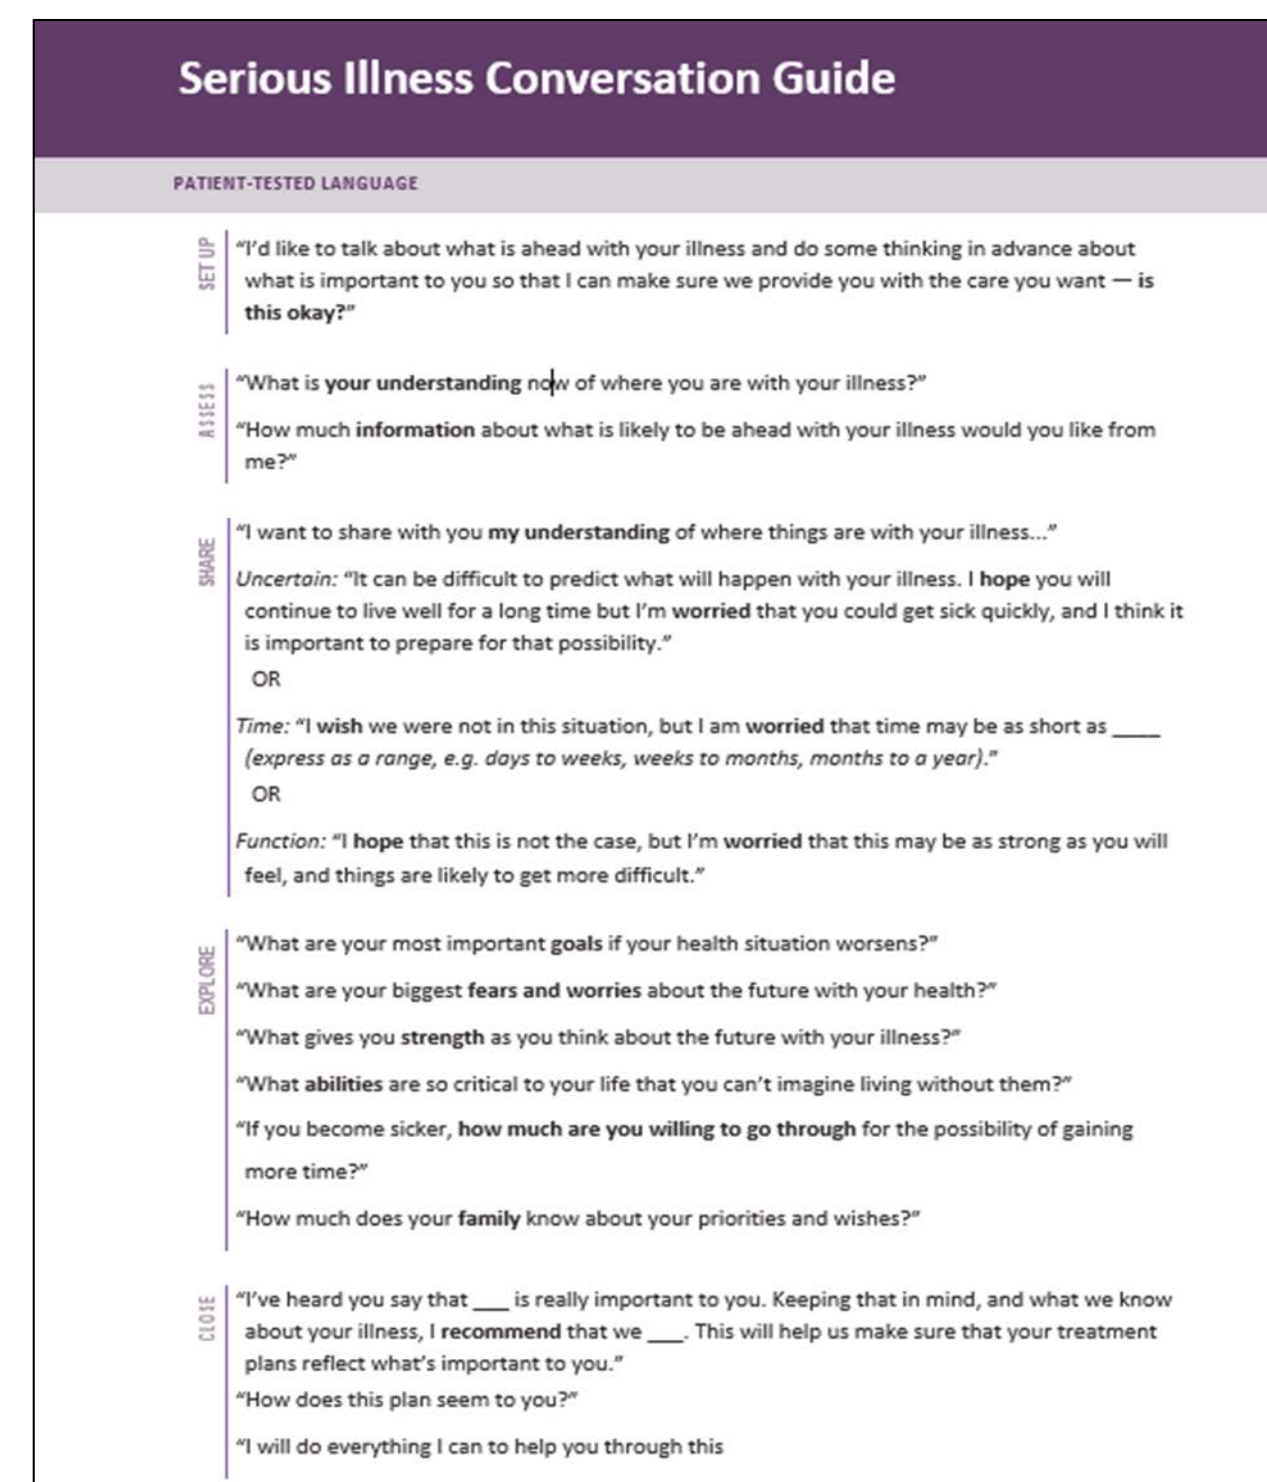 Serious Illness Conversation Guide
PATIENT-TESTED LANGUAGE
SET UP
“I’d like to talk about what is ahead with your illness and do some thinking in advance about
what is important to you so that I can make sure we provide you with the care you want — is
this okay?”
ASSESS
“What is your understanding now of where you are with your illness?”
“How much information about what is likely to be ahead with your illness would you like from
me?”
SHARE
“I want to share with you my understanding of where things are with your illness...”
Uncertain: “It can be difficult to predict what will happen with your illness. I hope you will
continue to live well for a long time but I’m worried that you could get sick quickly, and I think it
is important to prepare for that possibility.”
OR
Time: “I wish we were not in this situation, but I am worried that time may be as short as ____
(express as a range, e.g. days to weeks, weeks to months, months to a year).”
OR
Function: “I hope that this is not the case, but I’m worried that this may be as strong as you will
feel, and things are likely to get more difficult.”
EXPLORE
“What are your most important goals if your health situation worsens?”
“What are your biggest fears and worries about the future with your health?”
“What gives you strength as you think about the future with your illness?”
“What abilities are so critical to your life that you can’t imagine living without them?”
“If you become sicker, how much are you willing to go through for the possibility of gaining
more time?”
“How much does your family know about your priorities and wishes?”
CLOSE
“I’ve heard you say that ___ is really important to you. Keeping that in mind, and what we know
about your illness, I recommend that we ___. This will help us make sure that your treatment
plans reflect what’s important to you.”
“How does this plan seem to you?”
“I will do everything I can to help you through this